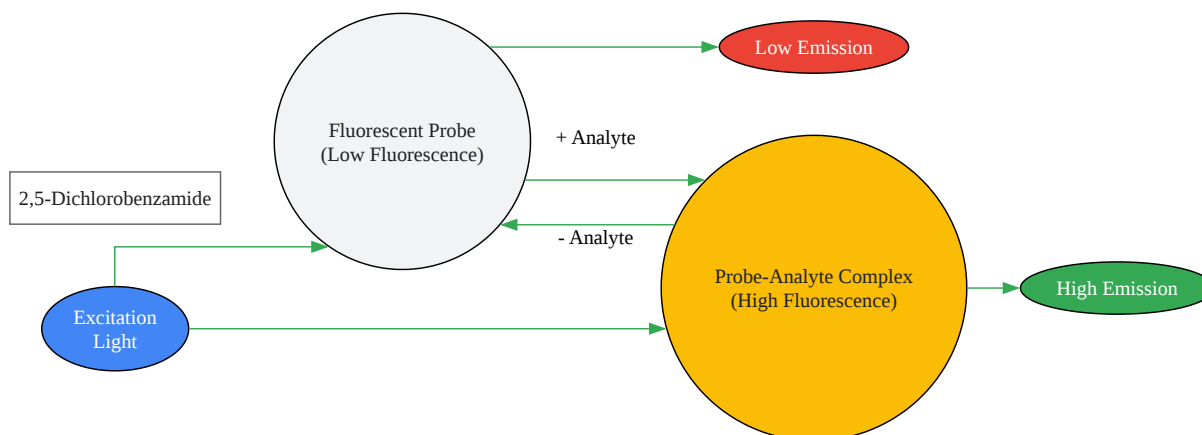 Low Emission
Fluorescent Probe
(Low Fluorescence)
+ Analyte
2,5-Dichlorobenzamide
- Analyte
Probe-Analyte Complex
(High Fluorescence)
High Emission
Excitation
Light